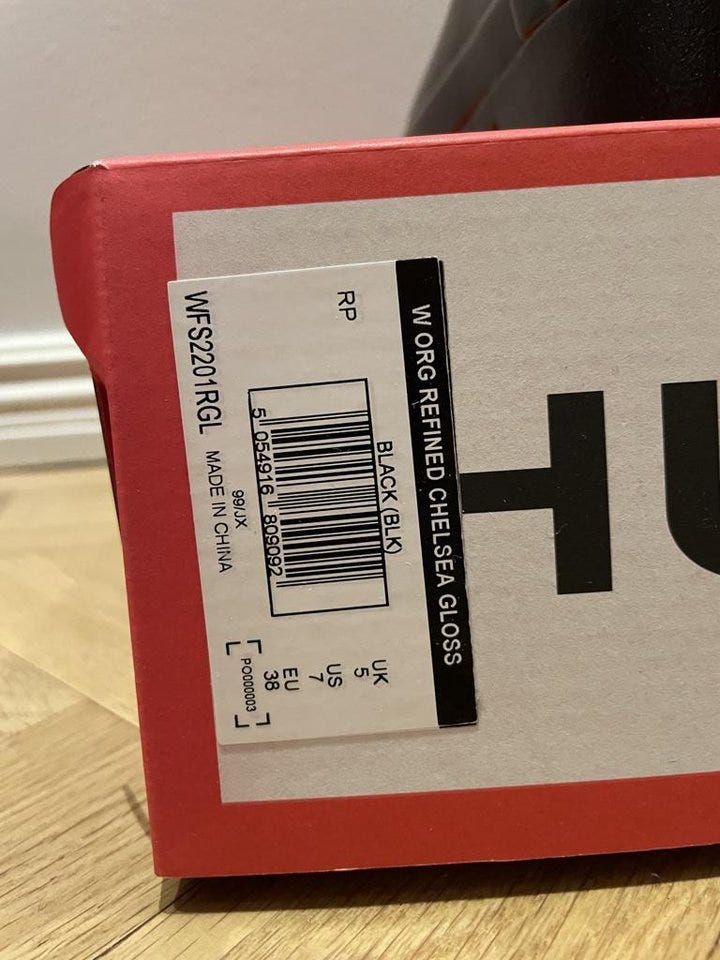 W ORG REFINED CHELSEA GLOSS
RP
BLACK (BLK)
5 054916 809092
99/JX
WFS2201RGL MADE IN CHINA
UK
5
US
7
EU
38
PO000003
HU